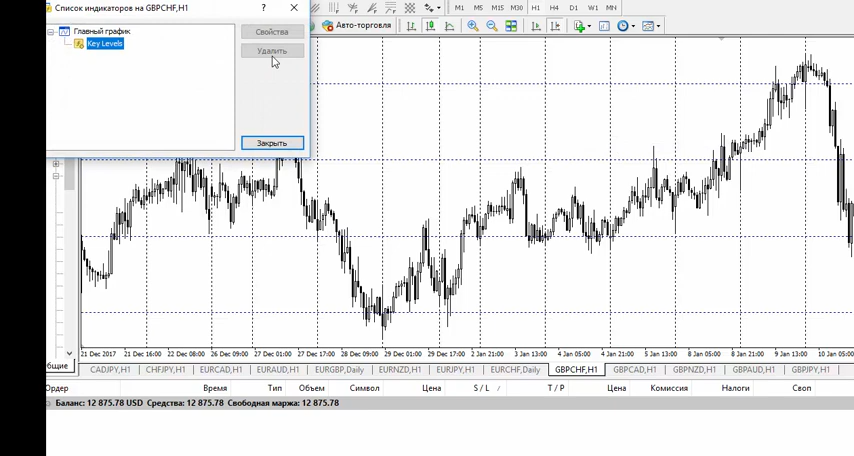 Список индикаторов на GBPCHF,H1
?
Главный график
Key Levels
Свойства
Удалить
Закрыть
M1 M5 M15 M30 H1 H4 D1 W1 MN
Авто-торговля
21 Dec 2017 21 Dec 16:00 22 Dec 08:00 26 Dec 09:00 27 Dec 01:00 27 Dec 17:00 28 Dec 09:00 29 Dec 01:00 29 Dec 17:00 2 Jan 21:00 3 Jan 13:00 4 Jan 05:00 4 Jan 21:00 5 Jan 13:00 8 Jan 05:00 8 Jan 21:00 9 Jan 13:00 10 Jan 05:00
бщие
CADJPY,H1 CHFJPY,H1 EURCAD,H1 EURAUD,H1 EURGBP,Daily EURNZD,H1 EURJPY,H1 EURCHF,Daily GBPCHF,H1 GBPCAD,H1 GBPNZD,H1 GBPAUD,H1 GBPJPY,H1
Ордер Время Тип Объем Символ Цена S / L / T / P Цена Комиссия Налоги Своп
Баланс: 12 875.78 USD Средства: 12 875.78 Свободная маржа: 12 875.78